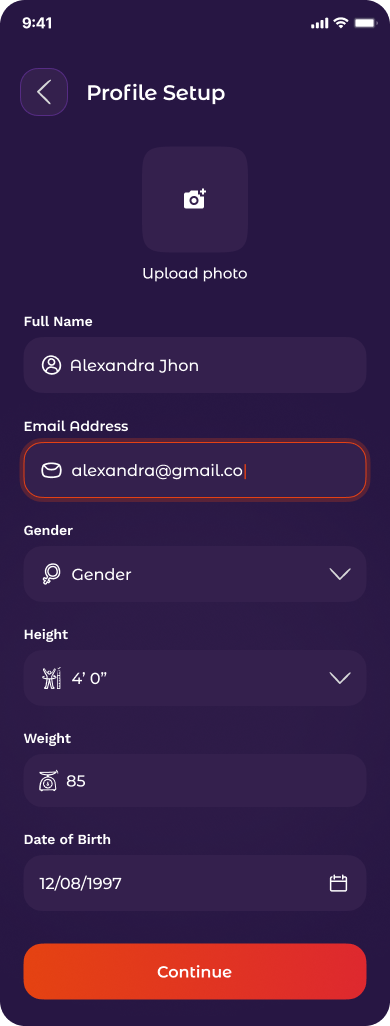 9:41
Profile Setup
Upload photo
Full Name
Alexandra Jhon
Email Address
alexandra@gmail.co
Gender
Gender
Height
4’ 0”
Weight
85
Date of Birth
12/08/1997
Continue